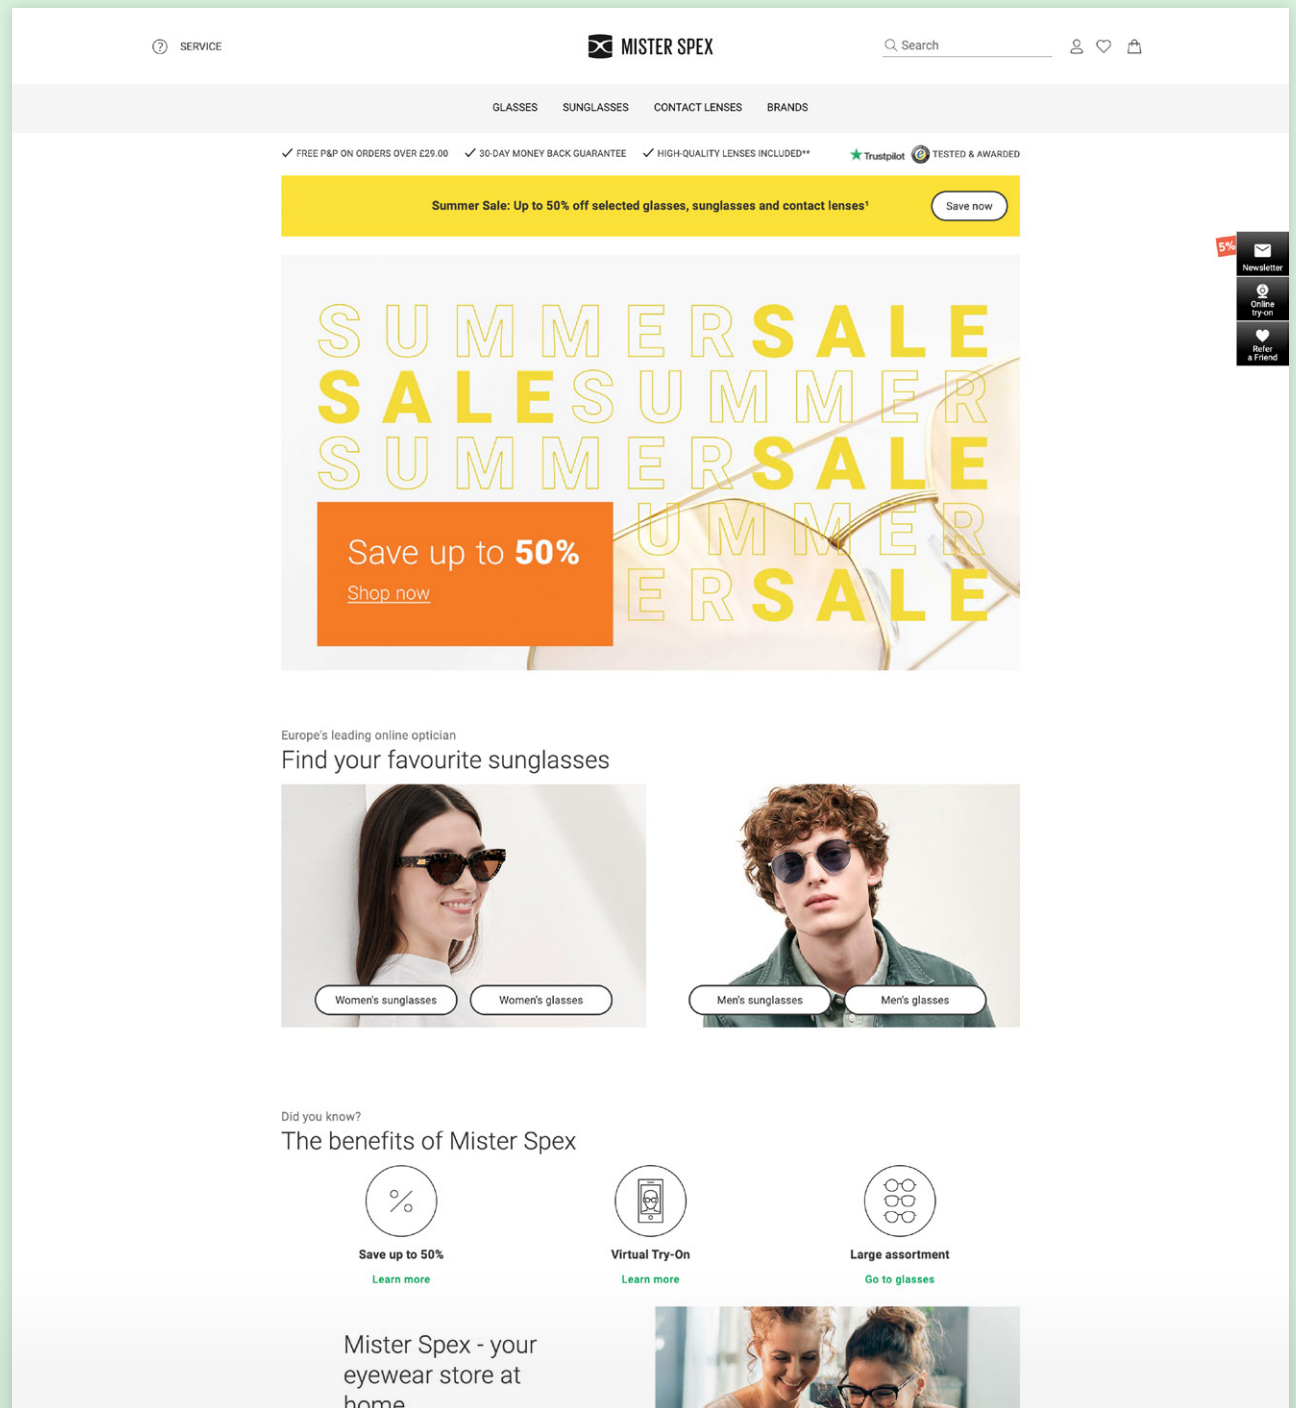 SERVICE
MISTER SPEX
Search
GLASSES
SUNGLASSES
CONTACT LENSES
BRANDS
FREE P&P ON ORDERS OVER £29.00
30-DAY MONEY BACK GUARANTEE
HIGH-QUALITY LENSES INCLUDED**
Trustpilot
TESTED & AWARDED
Summer Sale: Up to 50% off selected glasses, sunglasses and contact lenses¹
Save now
5%
Newsletter
Online
try-on
Refer
a Friend
SUMMERSALE
SALESUMMER
SUMMERSALE
UMMER
ERSALE
Save up to 50%
Shop now
Europe's leading online optician
Find your favourite sunglasses
Women's sunglasses
Women's glasses
Men's sunglasses
Men's glasses
Did you know?
The benefits of Mister Spex
%
Save up to 50%
Learn more
Virtual Try-On
Learn more
Large assortment
Go to glasses
Mister Spex - your
eyewear store at
home